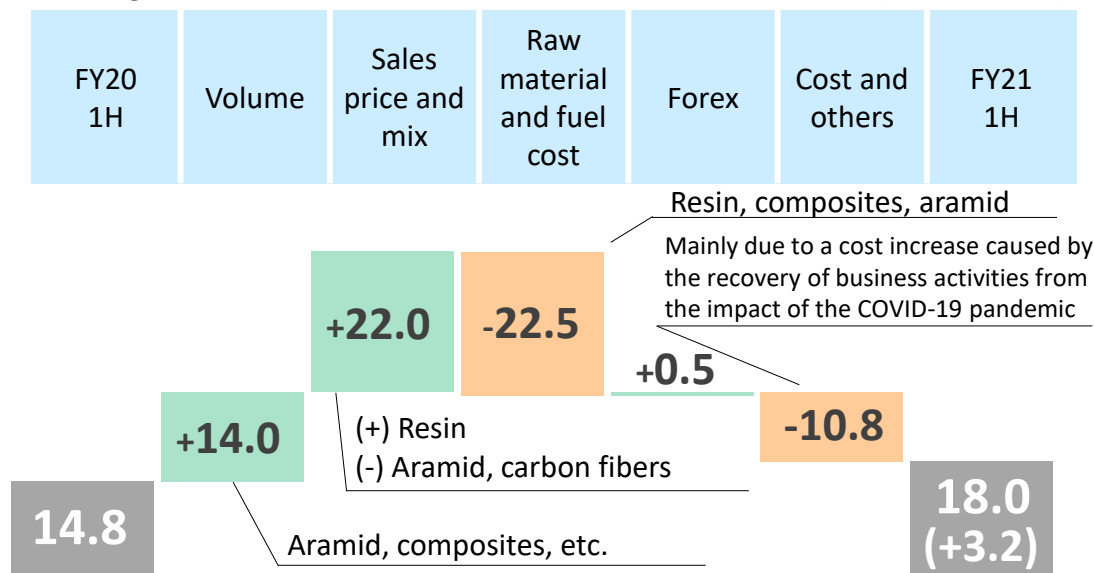 FY20
1H
Volume
Sales
price and
mix
Raw
material
and fuel
cost
Forex
Cost and
others
FY21
1H
Resin, composites, aramid
Mainly due to a cost increase caused by
the recovery of business activities from
the impact of the COVID-19 pandemic
+22.0
-22.5
+0.5
+14.0
(+) Resin
(-) Aramid, carbon fibers
-10.8
14.8
Aramid, composites, etc.
18.0
(+3.2)